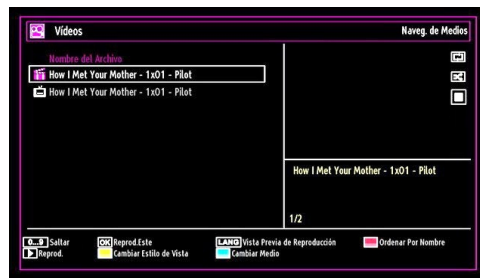 Vídeos
Naveg. de Medios
Nombre del Archivo
How I Met Your Mother - 1x01 - Pilot
How I Met Your Mother - 1x01 - Pilot
How I Met Your Mother - 1x01 - Pilot
1/2
0...9 Saltar OK Reprod.Este LANG Vista Previa de Reproducción Ordenar Por Nombre
Reprod. Cambiar Estilo de Vista Cambiar Medio